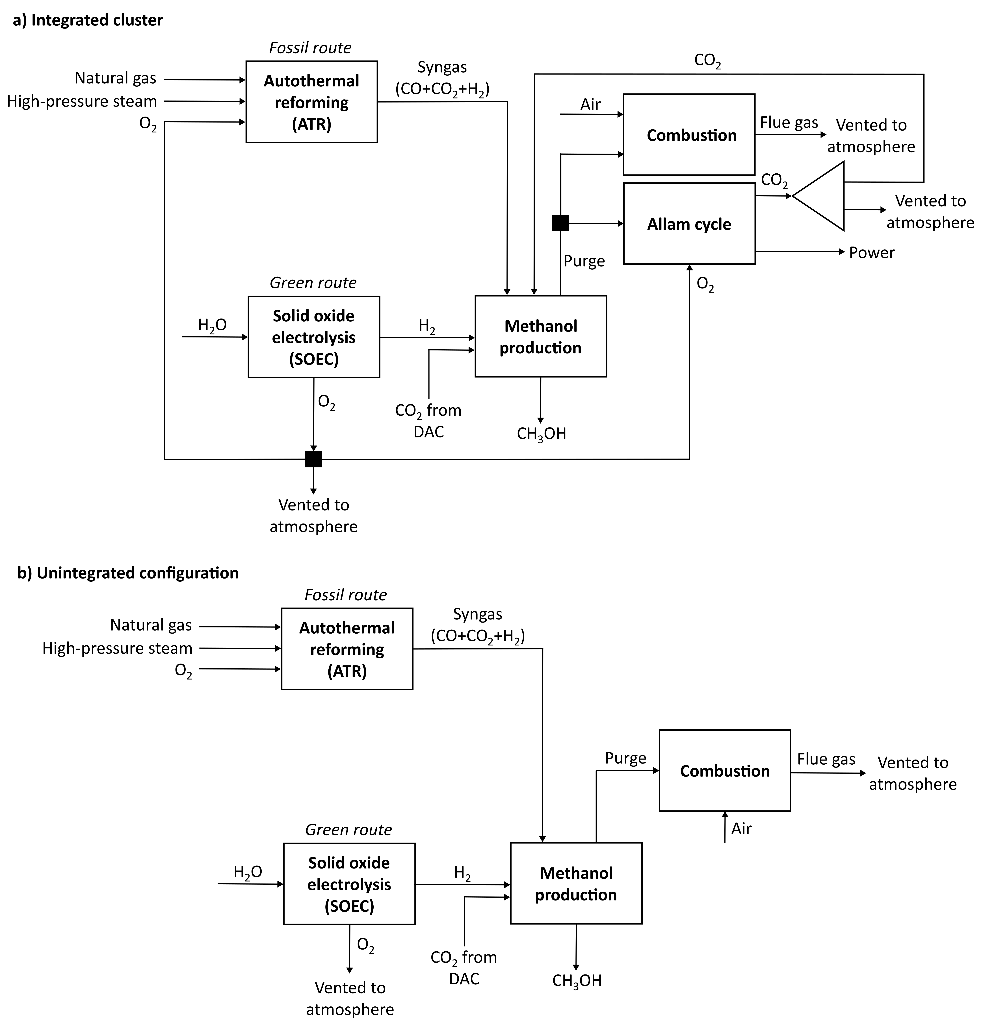 a) Integrated cluster
Fossil route
Natural gas
High-pressure steam
O₂
Autothermal
reforming
(ATR)
Syngas
(CO+CO₂+H₂)
CO₂
Air
Combustion
Flue gas
Vented to
atmosphere
CO₂
Vented to
atmosphere
Allam cycle
Power
Purge
O₂
Green route
H₂O
Solid oxide
electrolysis
(SOEC)
H₂
Methanol
production
O₂
CO₂ from
DAC
CH₃OH
Vented to
atmosphere
b) Unintegrated configuration
Fossil route
Natural gas
High-pressure steam
O₂
Autothermal
reforming
(ATR)
Syngas
(CO+CO₂+H₂)
Purge
Combustion
Flue gas
Vented to
atmosphere
Air
Green route
H₂O
Solid oxide
electrolysis
(SOEC)
H₂
Methanol
production
O₂
CO₂ from
DAC
CH₃OH
Vented to
atmosphere